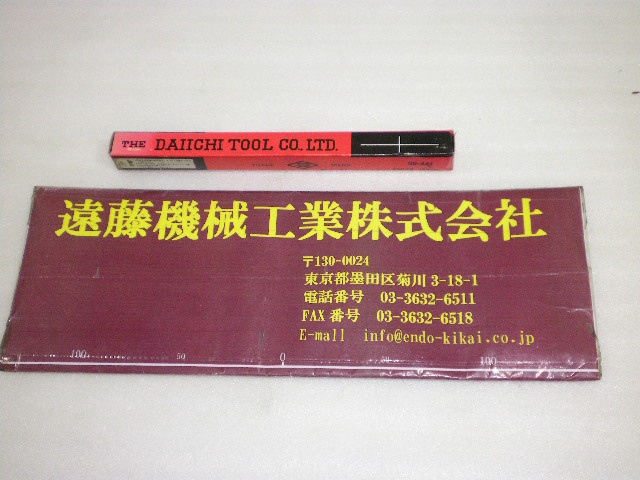 THE DAIICHI TOOL CO., LTD.
遠藤機械工業株式会社
〒130-0024
東京都墨田区菊川 3-18-1
電話番号 03-3632-6511
FAX 番号 03-3632-6518
E-mail info@endo-kikai.co.jp
100 50 0 50 100